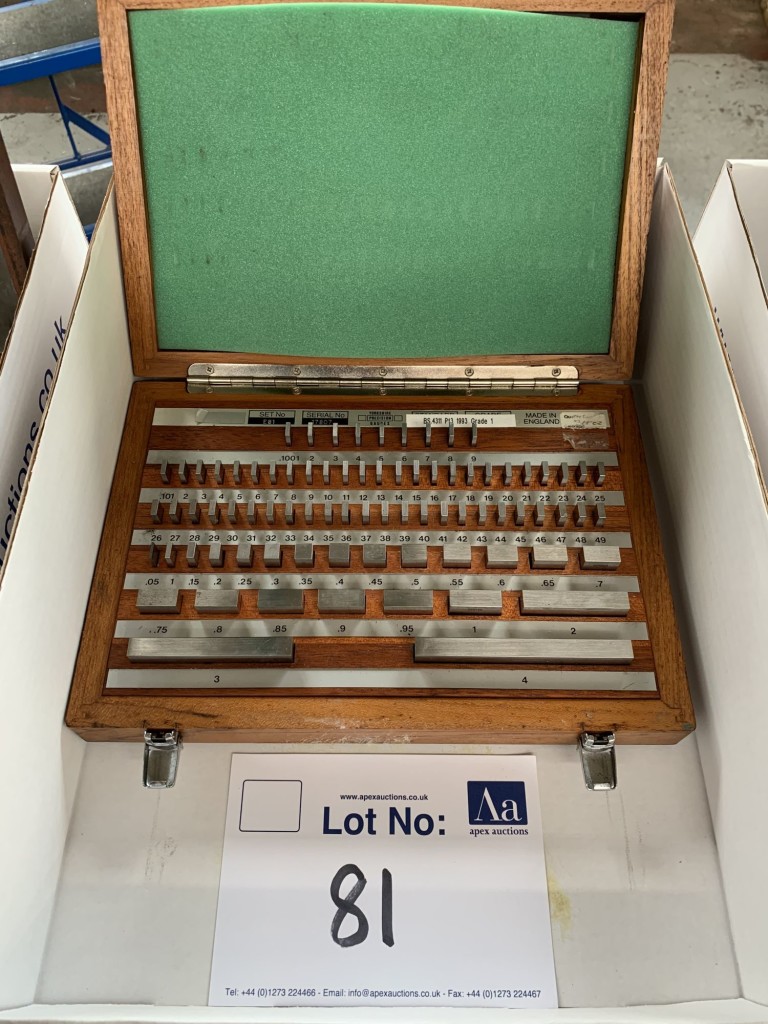 SET No
SERIAL No
BS.4311 Pt3 1993 Grade 1
MADE IN
ENGLAND
E81
.1001 2 3 4 5 6 7 8 9
.101 2 3 4 5 6 7 8 9 10 11 12 13 14 15 16 17 18 19 20 21 22 23 24 25
26 27 28 29 30 31 32 33 34 35 36 37 38 39 40 41 42 43 44 45 46 47 48 49
.05 .1 .15 .2 .25 .3 .35 .4 .45 .5 .55 .6 .65 .7
.75 .8 .85 .9 .95 1 2
3 4
www.apexauctions.co.uk
Lot No:
Aa
apex auctions
81
Tel: +44 (0)1273 224466 - Email: info@apexauctions.co.uk - Fax: +44 (0)1273 224467